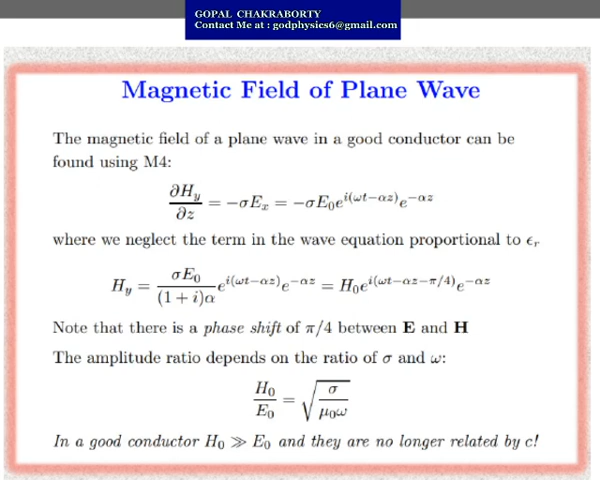 GOPAL CHAKRABORTY
Contact Me at : godphysics6@gmail.com
Magnetic Field of Plane Wave
The magnetic field of a plane wave in a good conductor can be
found using M4:
∂H_y/∂z = −σE_x = −σE_0 e^{i(ωt−αz)} e^{−αz}
where we neglect the term in the wave equation proportional to ϵ_r
H_y = σE_0/((1 + i)α) e^{i(ωt−αz)} e^{−αz} = H_0 e^{i(ωt−αz−π/4)} e^{−αz}
Note that there is a phase shift of π/4 between E and H
The amplitude ratio depends on the ratio of σ and ω:
H_0/E_0 = √(σ/(μ_0ω))
In a good conductor H_0 ≫ E_0 and they are no longer related by c!